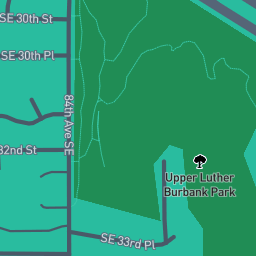 SE 30th St
SE 30th Pl
84th Ave SE
32nd St
Upper Luther
Burbank Park
SE 33rd Pl